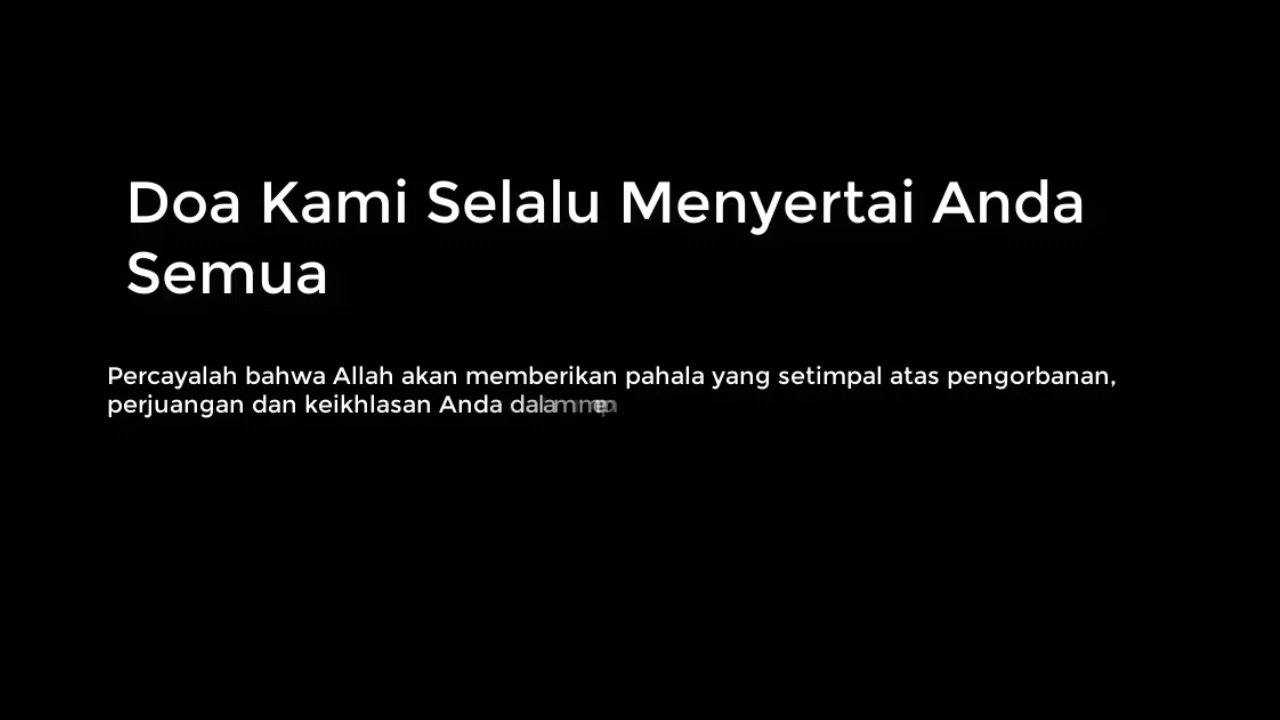 Doa Kami Selalu Menyertai Anda
Semua
Percayalah bahwa Allah akan memberikan pahala yang setimpal atas pengorbanan,
perjuangan dan keikhlasan Anda dalam